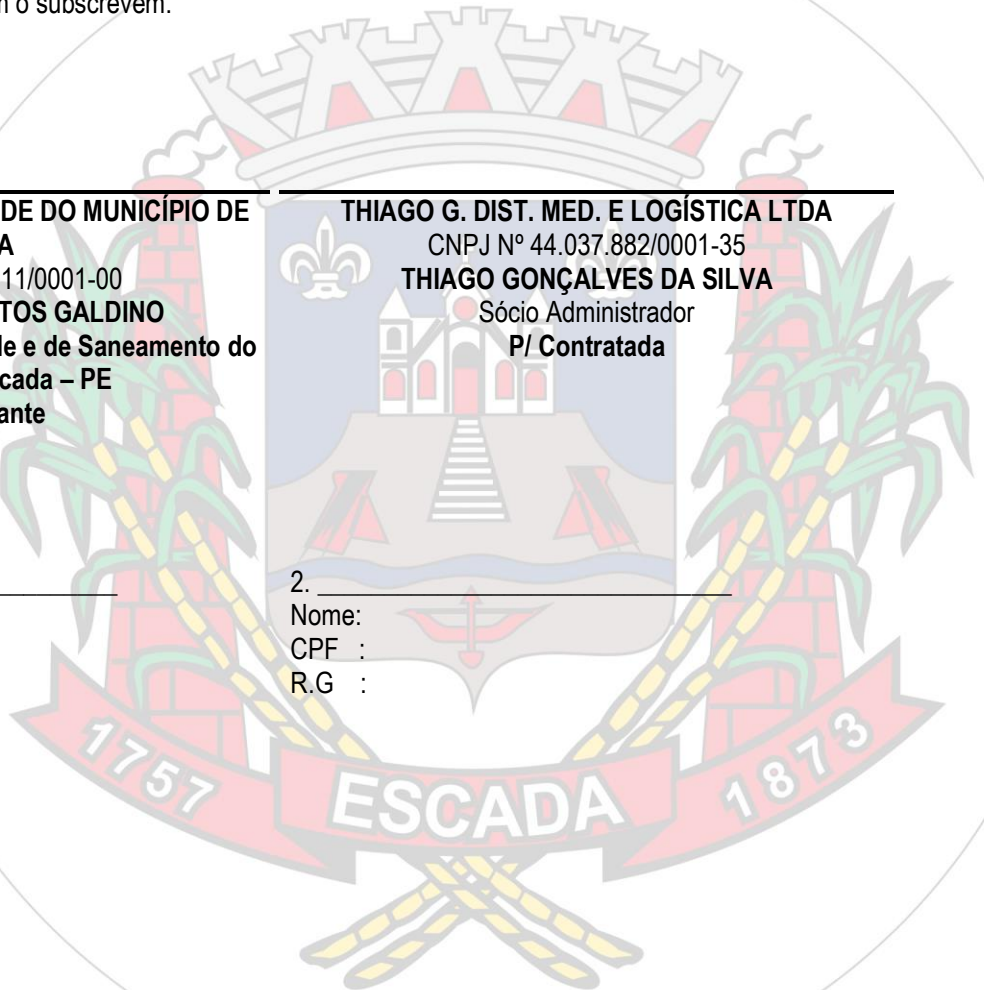 o subscrevem.
DE DO MUNICÍPIO DE
A
11/0001-00
TOS GALDINO
de e de Saneamento do
cada – PE
ante
THIAGO G. DIST. MED. E LOGÍSTICA LTDA
CNPJ Nº 44.037.882/0001-35
THIAGO GONÇALVES DA SILVA
Sócio Administrador
P/ Contratada
2. ______________________________
Nome:
CPF :
R.G :
1757
ESCADA
1873